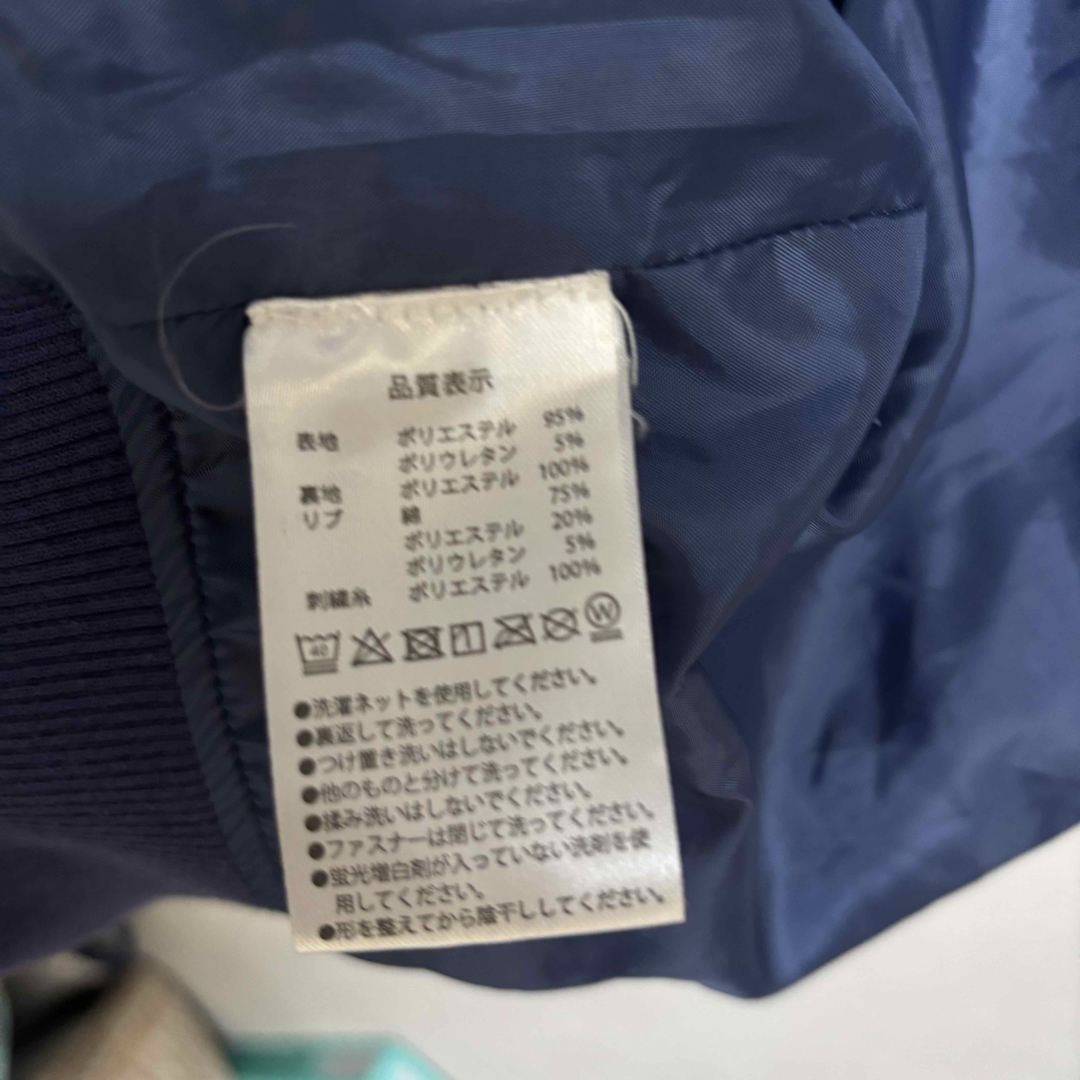 品質表示
表地 ポリエステル 95%
ポリウレタン 5%
裏地 ポリエステル 100%
リブ 綿 75%
ポリエステル 20%
ポリウレタン 5%
刺繍糸 ポリエステル 100%
40 W
●洗濯ネットを使用してください。
●裏返して洗ってください。
●つけ置き洗いはしないでください。
●他のものと分けて洗ってください。
●揉み洗いはしないでください。
●ファスナーは閉じて洗ってください。
●蛍光増白剤が入っていない洗剤を使
用してください。
●形を整えてから陰干ししてください。